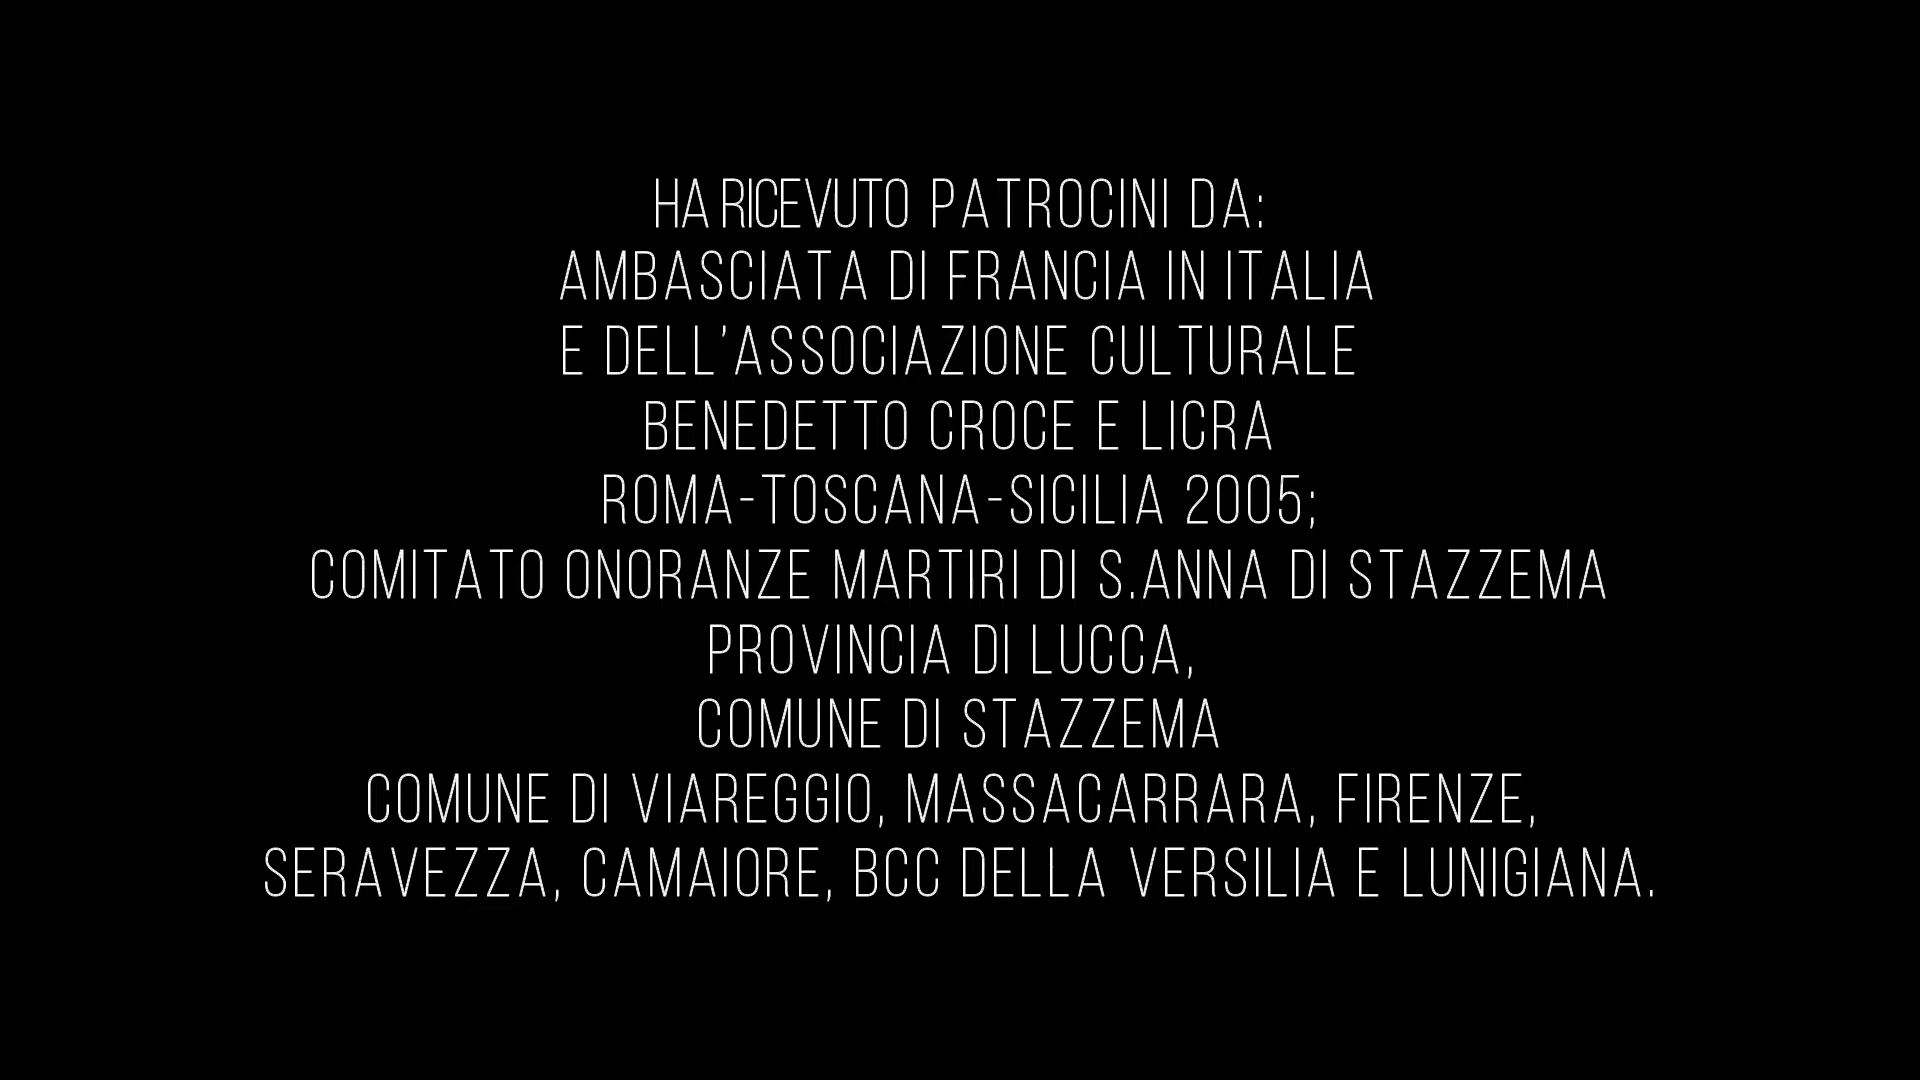 HA RICEVUTO PATROCINI DA:
AMBASCIATA DI FRANCIA IN ITALIA
E DELL'ASSOCIAZIONE CULTURALE
BENEDETTO CROCE E LICRA
ROMA-TOSCANA-SICILIA 2005;
COMITATO ONORANZE MARTIRI DI S.ANNA DI STAZZEMA
PROVINCIA DI LUCCA,
COMUNE DI STAZZEMA
COMUNE DI VIAREGGIO, MASSACARRARA, FIRENZE,
SERAVEZZA, CAMAIORE, BCC DELLA VERSILIA E LUNIGIANA.